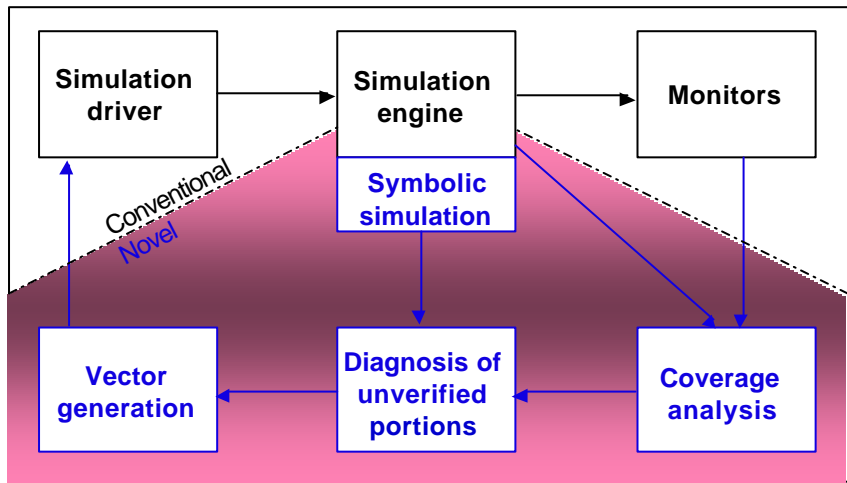 Simulation
driver
Simulation
engine
Monitors
Symbolic
simulation
Conventional
Novel
Vector
generation
Diagnosis of
unverified
portions
Coverage
analysis